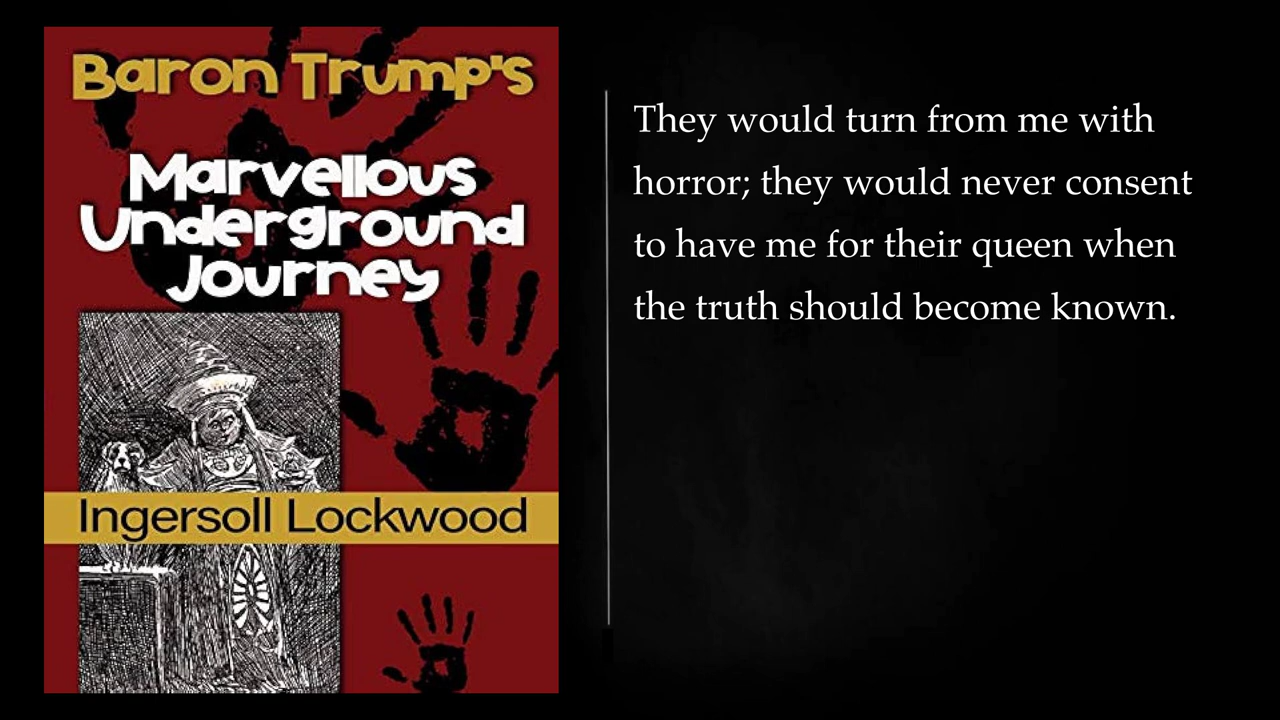 Baron Trump's
Marvellous
Underground
Journey
Ingersoll Lockwood
They would turn from me with
horror; they would never consent
to have me for their queen when
the truth should become known.